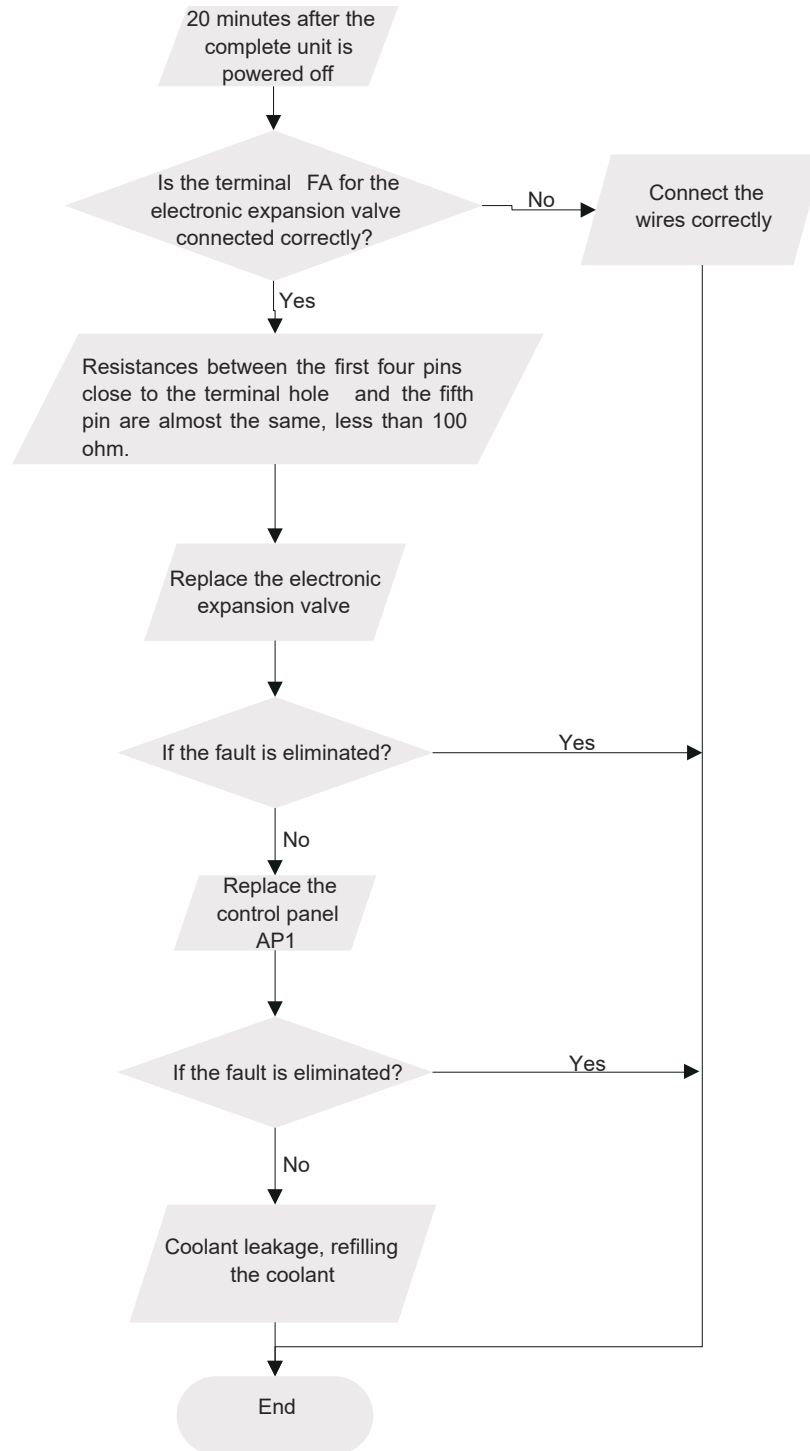 20 minutes after the
complete unit is
powered off
Is the terminal FA for the
electronic expansion valve
connected correctly?
No
Connect the
wires correctly
Yes
Resistances between the first four pins
close to the terminal hole and the fifth
pin are almost the same, less than 100
ohm.
Replace the electronic
expansion valve
If the fault is eliminated?
Yes
No
Replace the
control panel
AP1
If the fault is eliminated?
Yes
No
Coolant leakage, refilling
the coolant
End